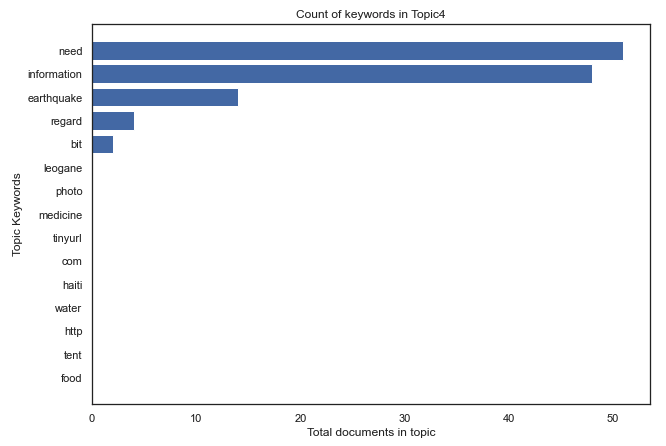 Count of keywords in Topic4
Topic Keywords
need
information
earthquake
regard
bit
leogane
photo
medicine
tinyurl
com
haiti
water
http
tent
food
0 10 20 30 40 50
Total documents in topic